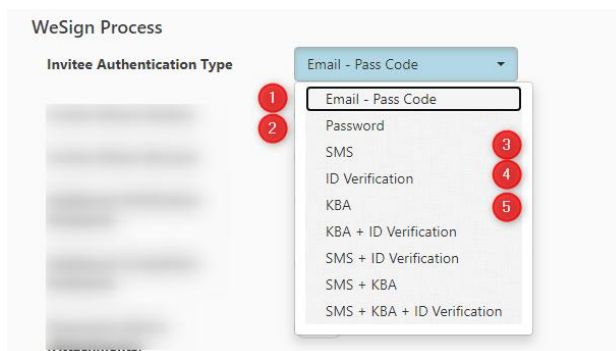 WeSign Process
Invitee Authentication Type
Email - Pass Code
1
Email - Pass Code
2
Password
SMS
3
ID Verification
4
KBA
5
KBA + ID Verification
SMS + ID Verification
SMS + KBA
SMS + KBA + ID Verification